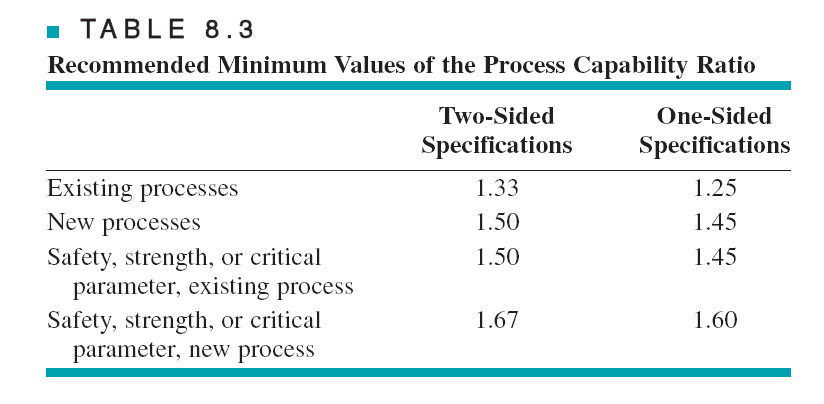 TABLE 8.3
Recommended Minimum Values of the Process Capability Ratio
Two-Sided Specifications One-Sided Specifications
Existing processes 1.33 1.25
New processes 1.50 1.45
Safety, strength, or critical 1.50 1.45
parameter, existing process
Safety, strength, or critical 1.67 1.60
parameter, new process